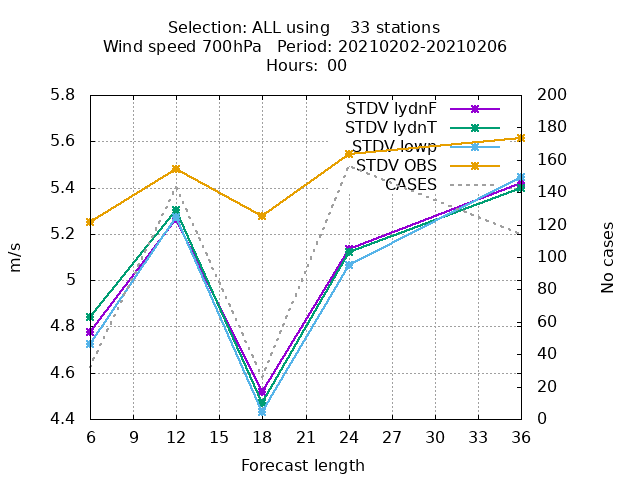 Selection: ALL using    33 stations
Wind speed 700hPa   Period: 20210202-20210206
Hours: 00
STDV IydnF
STDV IydnT
STDV Iowp
STDV OBS
CASES
5.8
5.6
5.4
5.2
5
4.8
4.6
4.4
m/s
200
180
160
140
120
100
80
60
40
20
0
No cases
6 9 12 15 18 21 24 27 30 33 36
Forecast length